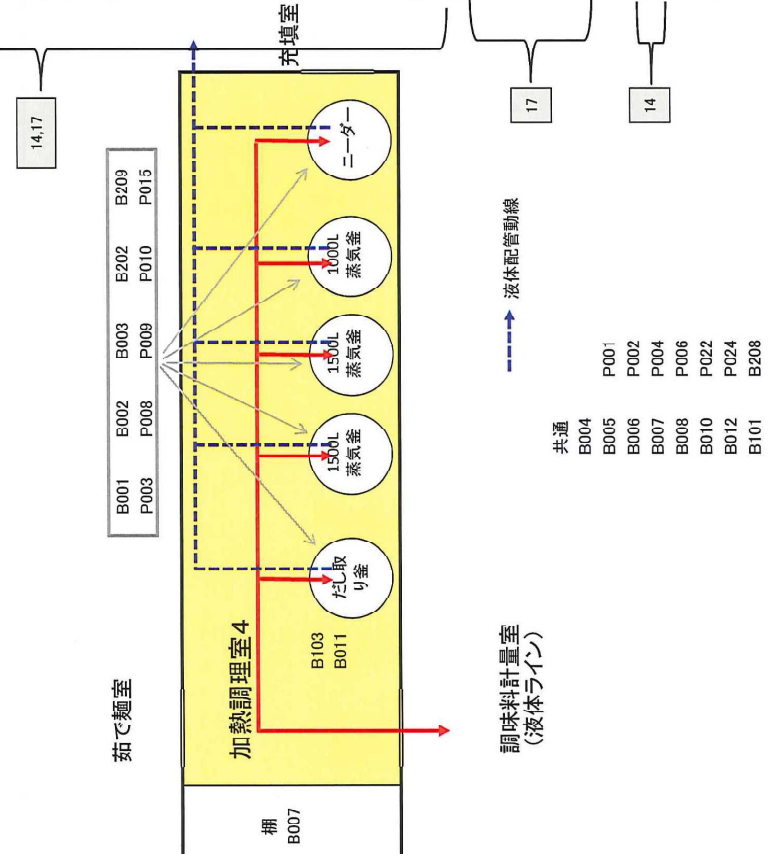 14,17
17
14
充填室
B001 B002 B003 B202 B209
P003 P008 P009 P010 P015
茹で麺室
加熱調理室4
棚
B007
B103
B011
だし取
り釜
1500L
蒸気釜
1500L
蒸気釜
1000L
蒸気釜
ニーダー
調味料計量室
(液体ライン)
液体配管動線
共通
B004
B005 P001
B006 P002
B007 P004
B008 P006
B010 P022
B012 P024
B101 B208